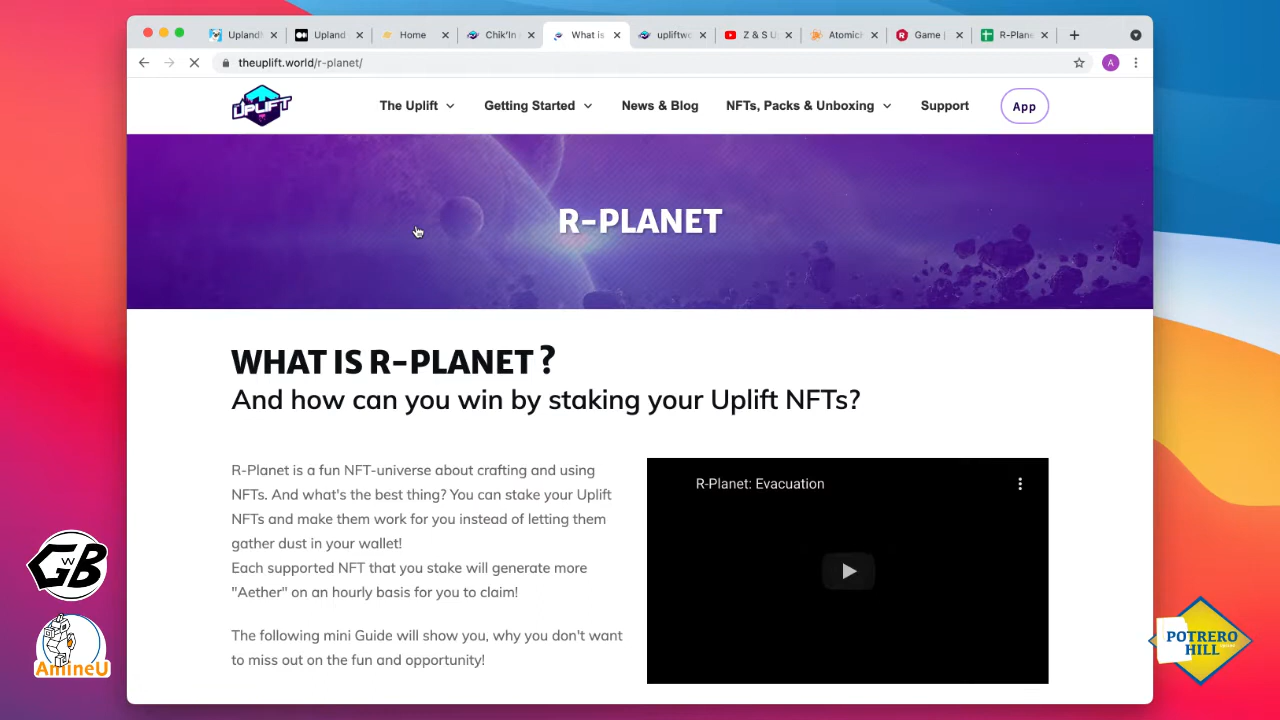 Upland
Upland
Home
Chik'In
What is
upliftwo
Z & S U
Atomich
Game |
R-Plane
theuplift.world/r-planet/
A
UPLIFT
The Uplift
Getting Started
News & Blog
NFTs, Packs & Unboxing
Support
App
R-PLANET
WHAT IS R-PLANET ?
And how can you win by staking your Uplift NFTs?
R-Planet is a fun NFT-universe about crafting and using
NFTs. And what's the best thing? You can stake your Uplift
NFTs and make them work for you instead of letting them
gather dust in your wallet!
Each supported NFT that you stake will generate more
"Aether" on an hourly basis for you to claim!
The following mini Guide will show you, why you don't want
to miss out on the fun and opportunity!
R-Planet: Evacuation
GWB
AmineU
POTRERO
HILL